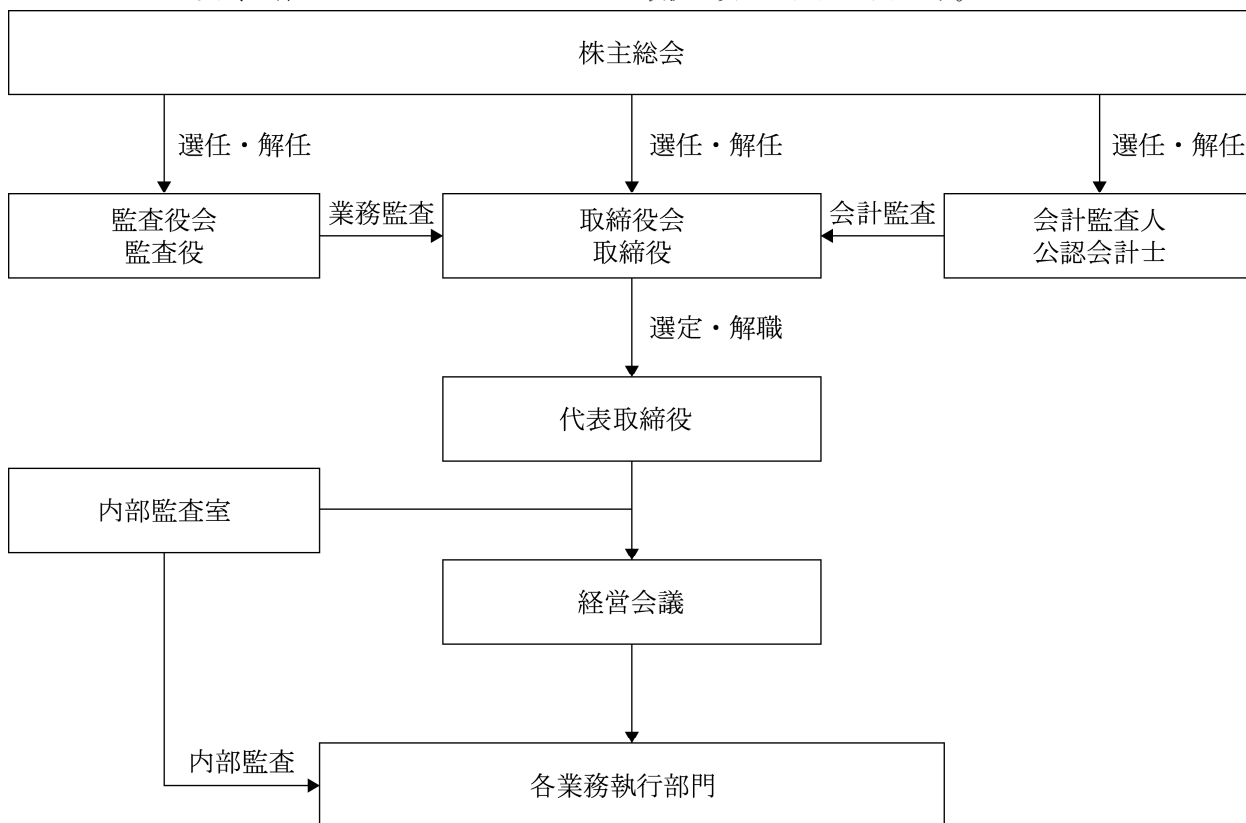 株主総会
選任・解任
選任・解任
選任・解任
監査役会
監査役
業務監査
取締役会
取締役
会計監査
会計監査人
公認会計士
選定・解職
代表取締役
内部監査室
経営会議
内部監査
各業務執行部門